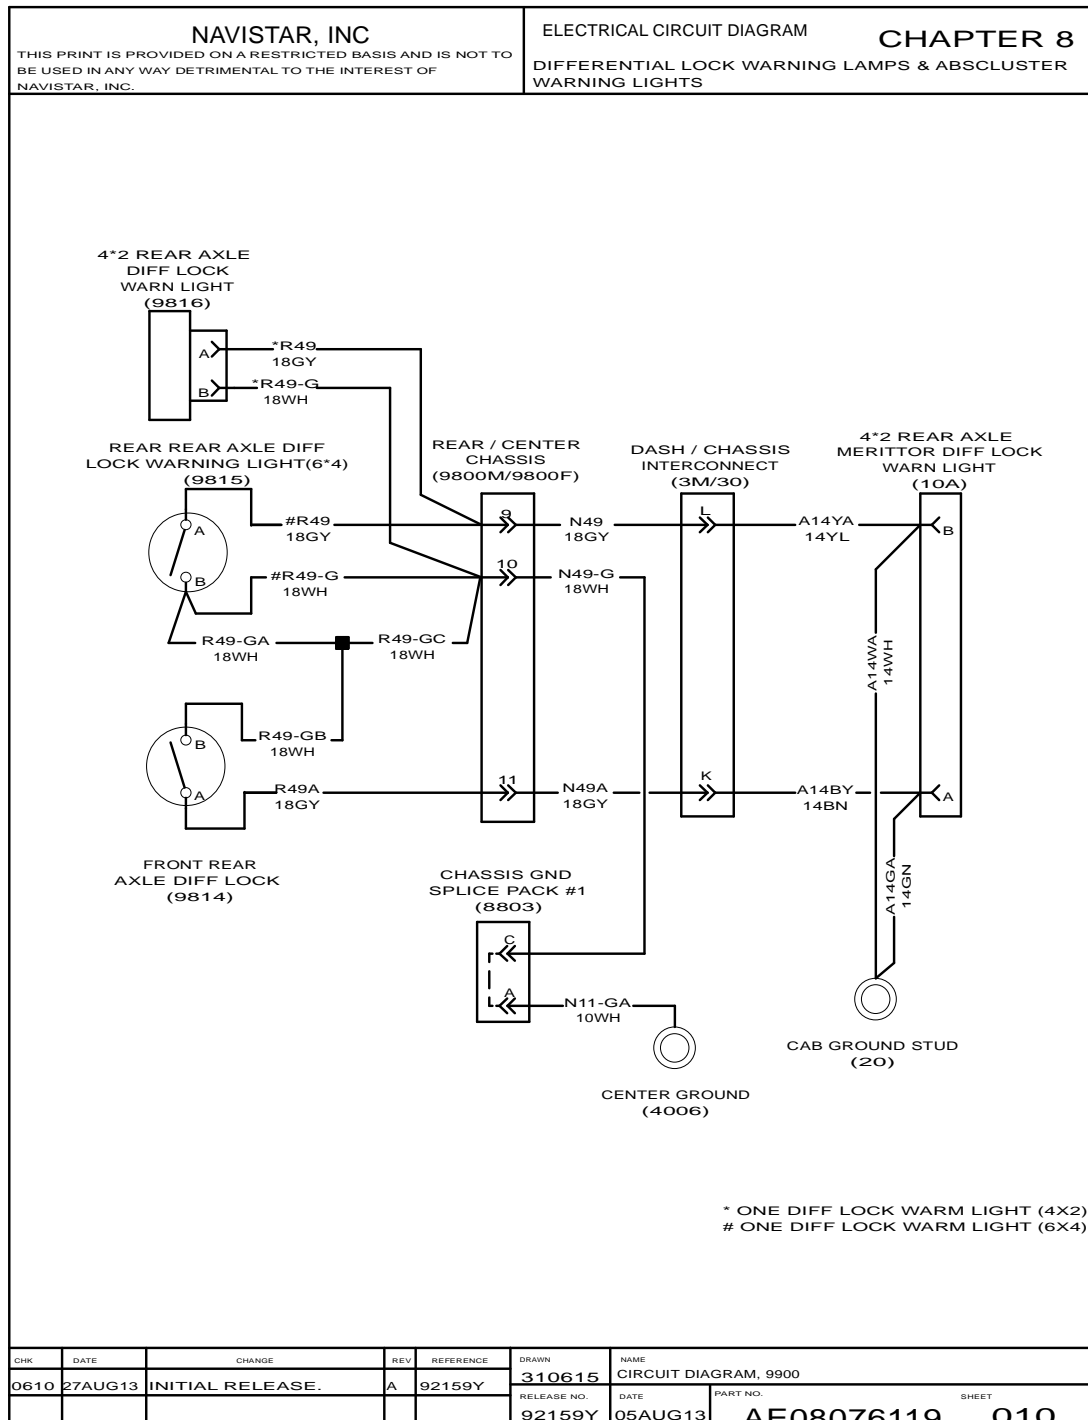 NAVISTAR, INC
THIS PRINT IS PROVIDED ON A RESTRICTED BASIS AND IS NOT TO
BE USED IN ANY WAY DETRIMENTAL TO THE INTEREST OF
NAVISTAR, INC.
ELECTRICAL CIRCUIT DIAGRAM
CHAPTER 8
DIFFERENTIAL LOCK WARNING LAMPS & ABSCLUSTER
WARNING LIGHTS
4*2 REAR AXLE
DIFF LOCK
WARN LIGHT
(9816)
A
*R49
18GY
B
*R49-G
18WH
REAR REAR AXLE DIFF
LOCK WARNING LIGHT(6*4)
(9815)
REAR / CENTER
CHASSIS
(9800M/9800F)
DASH / CHASSIS
INTERCONNECT
(3M/30)
4*2 REAR AXLE
MERITTOR DIFF LOCK
WARN LIGHT
(10A)
A
#R49
18GY
9
N49
18GY
L
A14YA
14YL
B
B
#R49-G
18WH
10
N49-G
18WH
R49-GA
18WH
R49-GC
18WH
A14WA
14WH
B
R49-GB
18WH
A
R49A
18GY
11
N49A
18GY
K
A14BY
14BN
A
FRONT REAR
AXLE DIFF LOCK
(9814)
CHASSIS GND
SPLICE PACK #1
(8803)
A14GA
14GN
C
A
N11-GA
10WH
CENTER GROUND
(4006)
CAB GROUND STUD
(20)
* ONE DIFF LOCK WARM LIGHT (4X2)
# ONE DIFF LOCK WARM LIGHT (6X4)
CHK DATE CHANGE REV REFERENCE
0610 27AUG13 INITIAL RELEASE. A 92159Y
DRAWN
310615
NAME
CIRCUIT DIAGRAM, 9900
RELEASE NO.
92159Y
DATE
05AUG13
PART NO.
AE08076119
SHEET
010